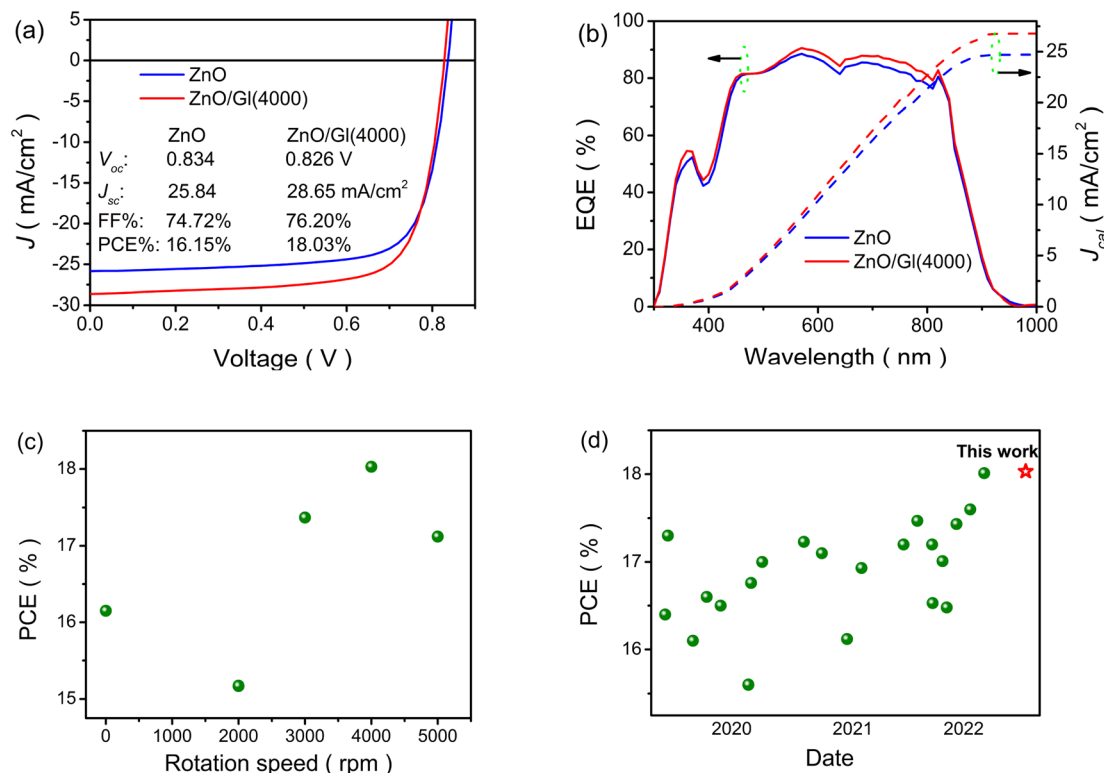 (a)
5
0
-5
-10
-15
-20
-25
-30
J ( mA/cm2 )
ZnO
ZnO/Gl(4000)
ZnO ZnO/Gl(4000)
Voc: 0.834 0.826 V
Jsc: 25.84 28.65 mA/cm2
FF%: 74.72% 76.20%
PCE%: 16.15% 18.03%
0.0 0.2 0.4 0.6 0.8
Voltage ( V )
(b)
100
80
60
40
20
0
EQE ( % )
ZnO
ZnO/Gl(4000)
25
20
15
10
5
0
Jcal ( mA/cm2 )
400 600 800 1000
Wavelength ( nm )
(c)
18
17
16
15
PCE ( % )
0 1000 2000 3000 4000 5000
Rotation speed ( rpm )
(d)
This work
18
17
16
PCE ( % )
2020 2021 2022
Date